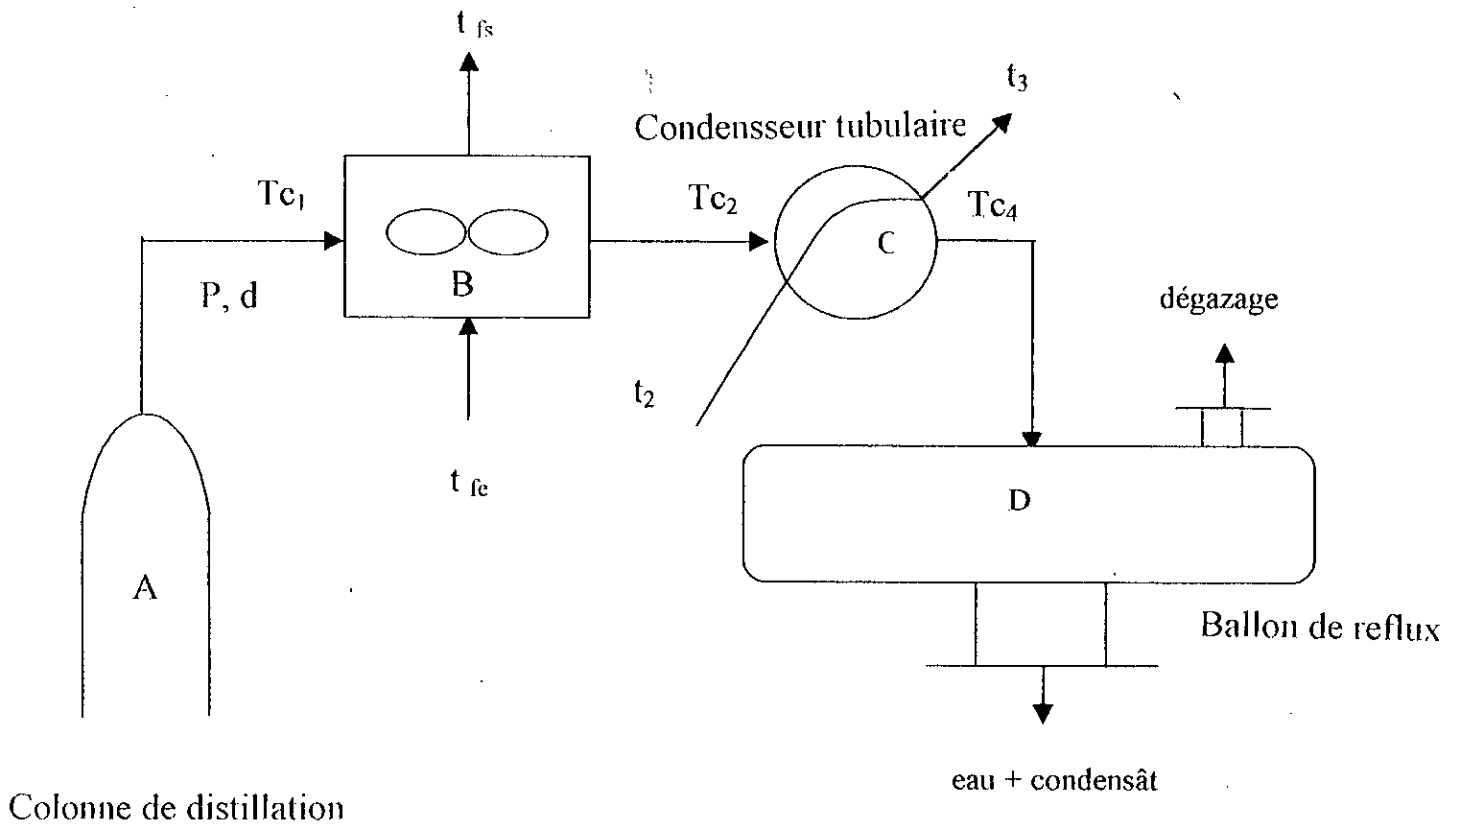 t fs
t₃
Condensseur tubulaire
Tc₁
Tc₂
Tc₄
C
B
P, d
dégazage
t₂
t fe
D
A
Ballon de reflux
eau + condensât
Colonne de distillation